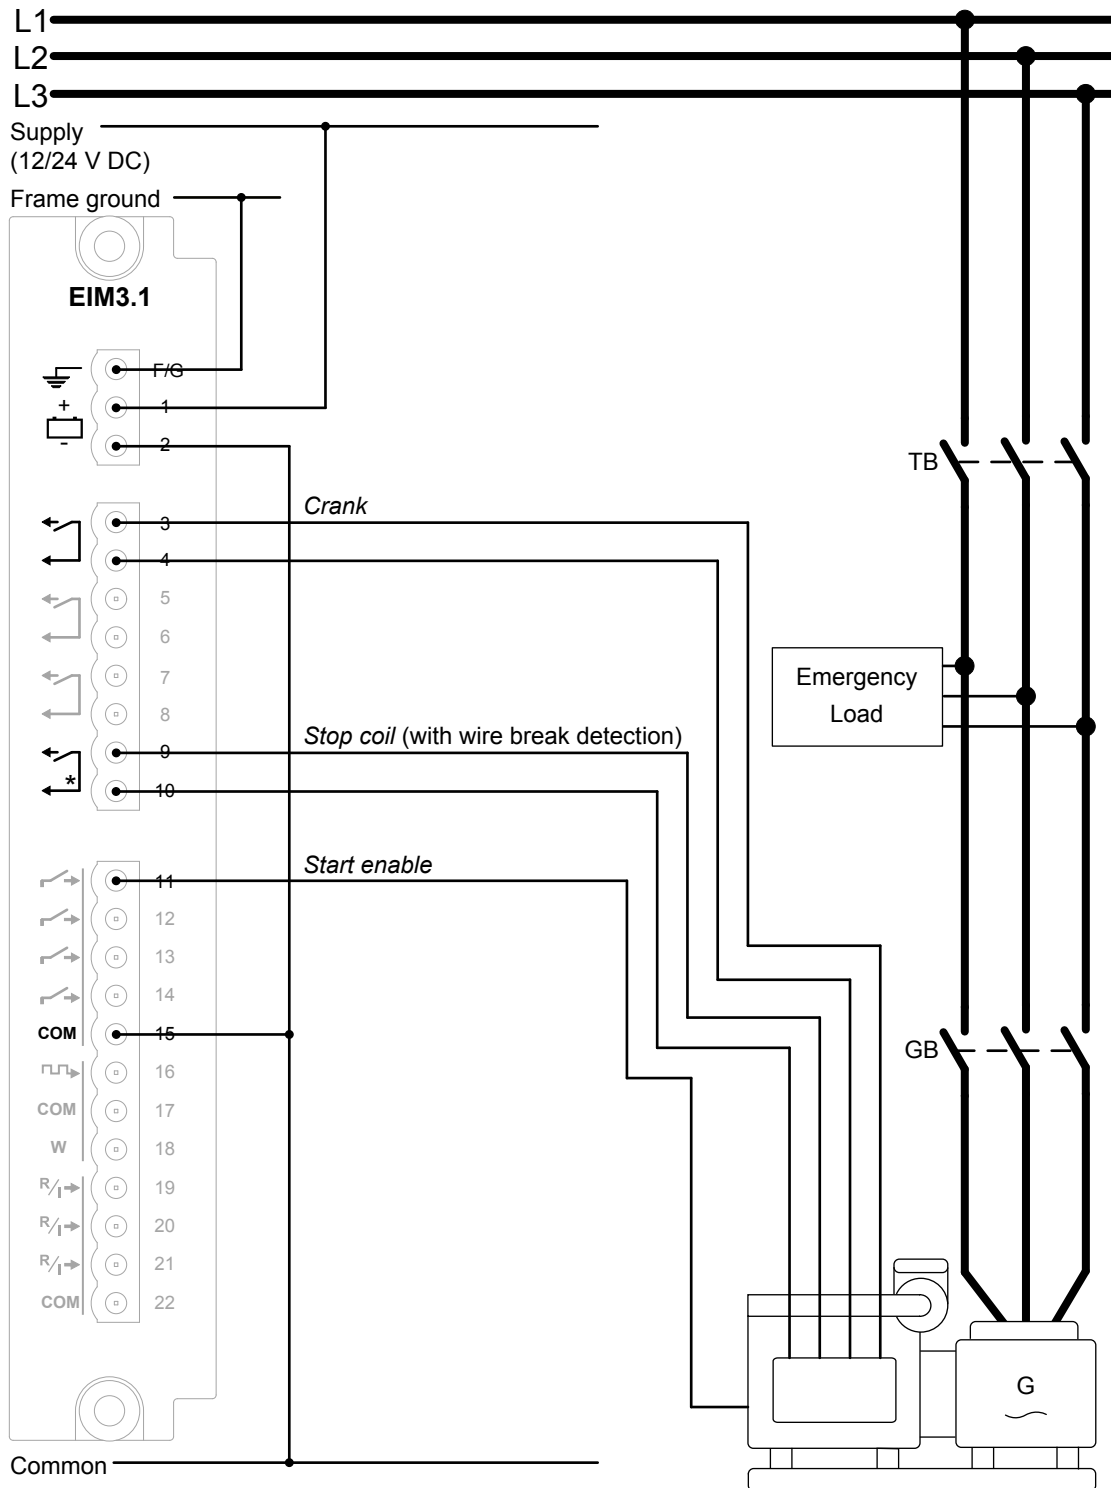 L1
L2
L3
Supply
(12/24 V DC)
Frame ground
EIM3.1
F/G
+
1
-
2
Crank
3
4
5
6
7
8
Stop coil (with wire break detection)
9
*
10
Start enable
11
12
13
14
COM 15
16
COM 17
W 18
R/I 19
R/I 20
R/I 21
COM 22
Common
TB
Emergency
Load
GB
G